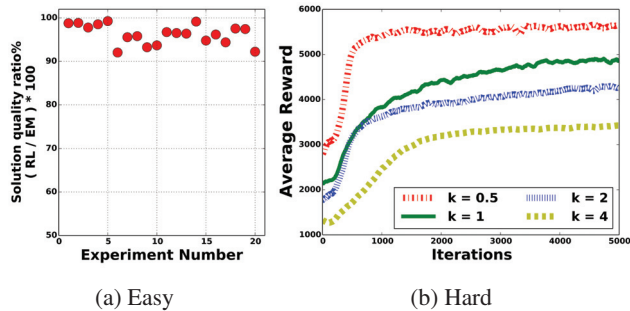 Solution quality ratio%
( RL / EM ) * 100
100
90
80
70
60
50
0
5
10
15
20
Experiment Number
(a) Easy
Average Reward
6000
5000
4000
3000
2000
1000
0
1000
2000
3000
4000
5000
Iterations
k = 0.5
k = 1
k = 2
k = 4
(b) Hard